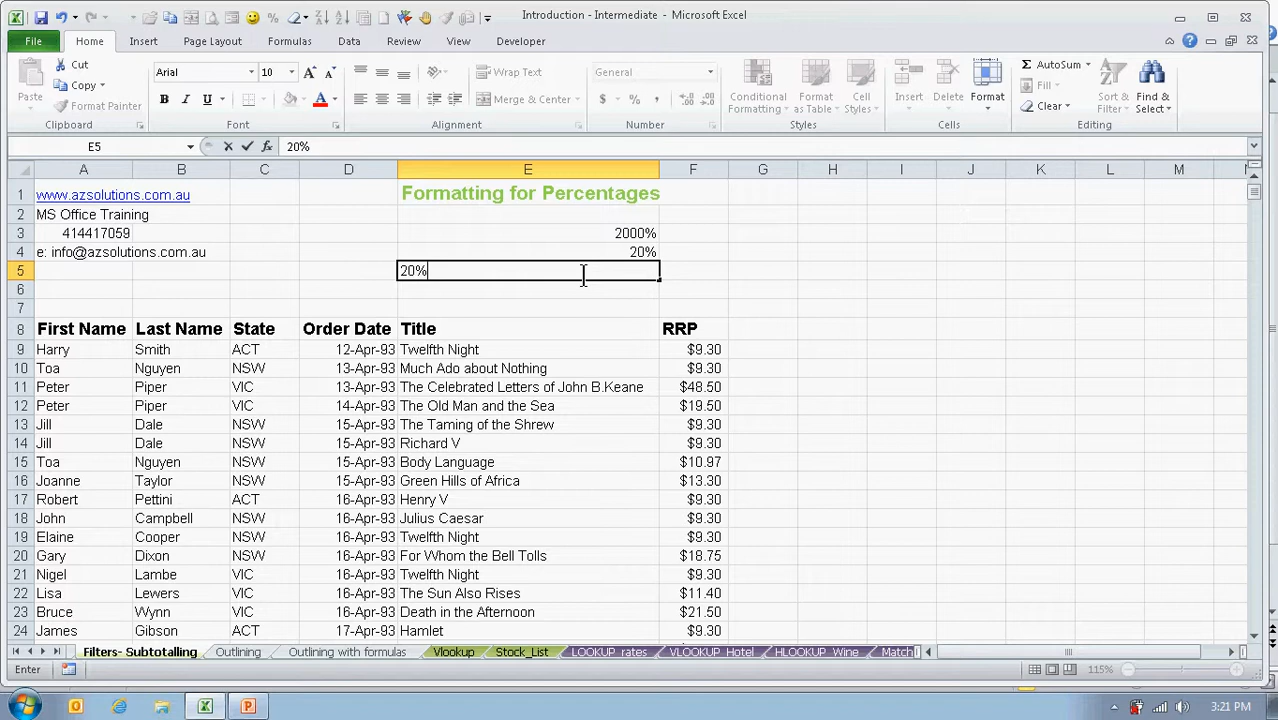 Introduction - Intermediate - Microsoft Excel
File Home Insert Page Layout Formulas Data Review View Developer
Paste
Cut
Copy
Format Painter
Clipboard
Arial 10
B I U
Font
Wrap Text
Merge & Center
Alignment
General
$ % ,
Number
Conditional Formatting
Format as Table
Cell Styles
Styles
Insert
Delete
Format
Cells
AutoSum
Fill
Clear
Sort & Filter
Find & Select
Editing
E5 fx 20%
A B C D E F G H I J K L M
1 www.azsolutions.com.au Formatting for Percentages
2 MS Office Training
3 414417059 2000%
4 e: info@azsolutions.com.au 20%
5 20%
6
7
8 First Name Last Name State Order Date Title RRP
9 Harry Smith ACT 12-Apr-93 Twelfth Night $9.30
10 Toa Nguyen NSW 13-Apr-93 Much Ado about Nothing $9.30
11 Peter Piper VIC 13-Apr-93 The Celebrated Letters of John B.Keane $48.50
12 Peter Piper VIC 14-Apr-93 The Old Man and the Sea $19.50
13 Jill Dale NSW 15-Apr-93 The Taming of the Shrew $9.30
14 Jill Dale NSW 15-Apr-93 Richard V $9.30
15 Toa Nguyen NSW 15-Apr-93 Body Language $10.97
16 Joanne Taylor NSW 15-Apr-93 Green Hills of Africa $13.30
17 Robert Pettini ACT 16-Apr-93 Henry V $9.30
18 John Campbell NSW 16-Apr-93 Julius Caesar $9.30
19 Elaine Cooper NSW 16-Apr-93 Twelfth Night $9.30
20 Gary Dixon NSW 16-Apr-93 For Whom the Bell Tolls $18.75
21 Nigel Lambe VIC 16-Apr-93 Twelfth Night $9.30
22 Lisa Lewers VIC 16-Apr-93 The Sun Also Rises $11.40
23 Bruce Wynn VIC 16-Apr-93 Death in the Afternoon $21.50
24 James Gibson ACT 17-Apr-93 Hamlet $9.30
Filters- Subtotalling Outlining Outlining with formulas Vlookup Stock_List LOOKUP_rates VLOOKUP_Hotel HLOOKUP_Wine Match
Enter 115%
3:21 PM